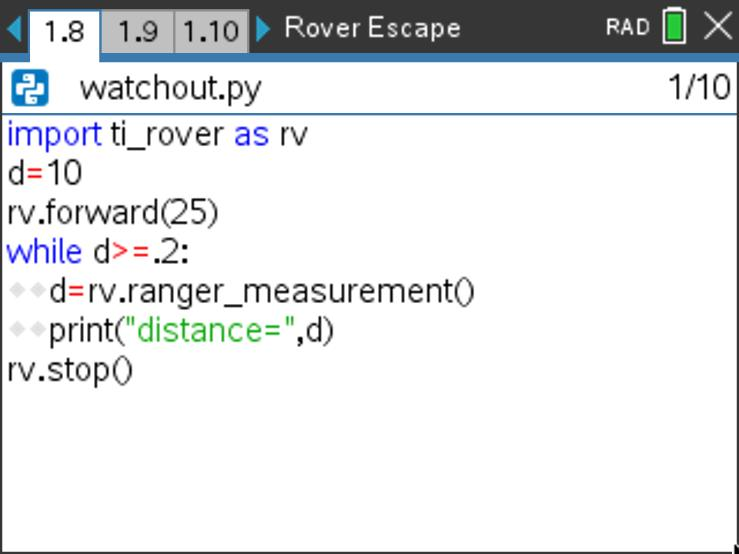 1.8 1.9 1.10 Rover Escape RAD
watchout.py 1/10
import ti_rover as rv
d=10
rv.forward(25)
while d>=.2:
d=rv.ranger_measurement()
print("distance=",d)
rv.stop()